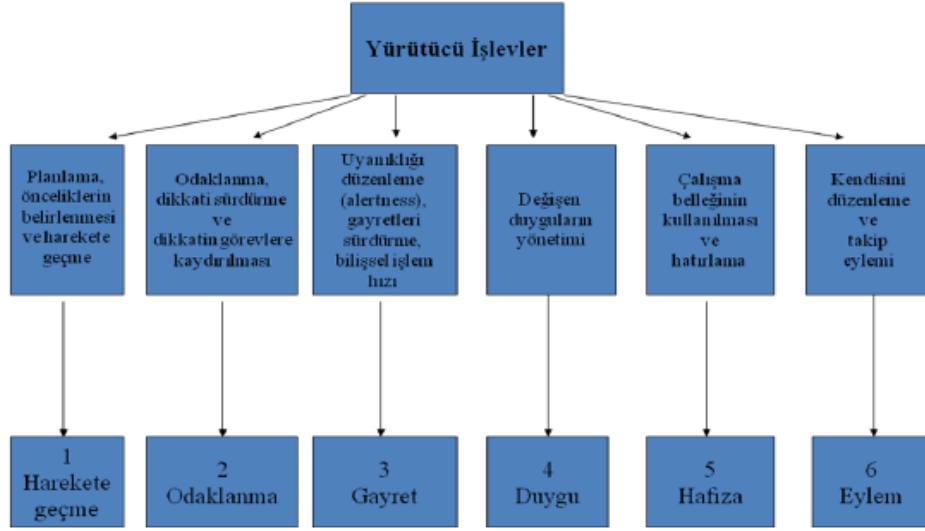 Yürütücü İşlevler
Planlama,
önceliklerin
belirlenmesi
ve harekete
geçme
Odaklanma,
dikkati sürdürme
ve
dikkatin görevlere
kaydırılması
Uyanıklığı
düzenleme
(alertness),
gayretleri
sürdürme,
bilişsel işlem
hızı
Değişen
duyguların
yönetimi
Çalışma
belleğinin
kullanılması
ve
hatırlama
Kendisini
düzenleme
ve
takip
eylemi
1
Harekete
geçme
2
Odaklanma
3
Gayret
4
Duygu
5
Hafıza
6
Eylem